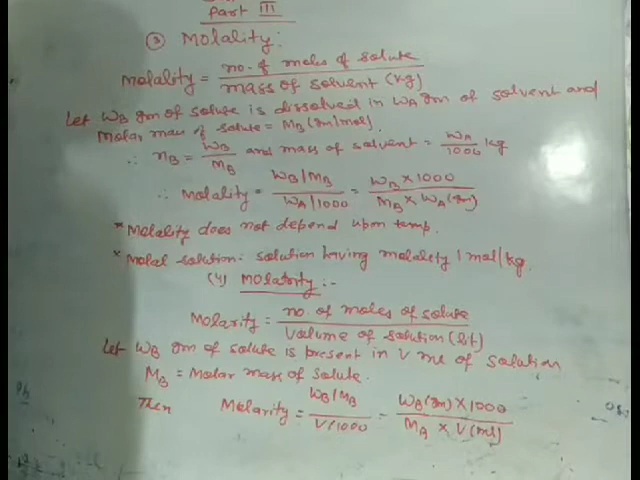 Part III
③ Molality:
Molality = no. of moles of solute / mass of solvent (kg)
Let WB gm of solute is dissolved in WA gm of solvent and
Molar mass of solute = MB (gm/mol).
∴ nB = WB / MB and mass of solvent = WA / 1000 kg
∴ Molality = WB/MB / WA/1000 = WB × 1000 / MB × WA (gm)
* Molality does not depend upon temp.
* Molal solution: solution having molality 1 mol/kg.
(4) Molarity:-
Molarity = no. of moles of solute / Volume of solution (lit)
Let WB gm of solute is present in V ml of solution
MB = Molar mass of solute.
Then Molarity = WB/MB / V/1000 = WB (gm) × 1000 / MA × V (ml)